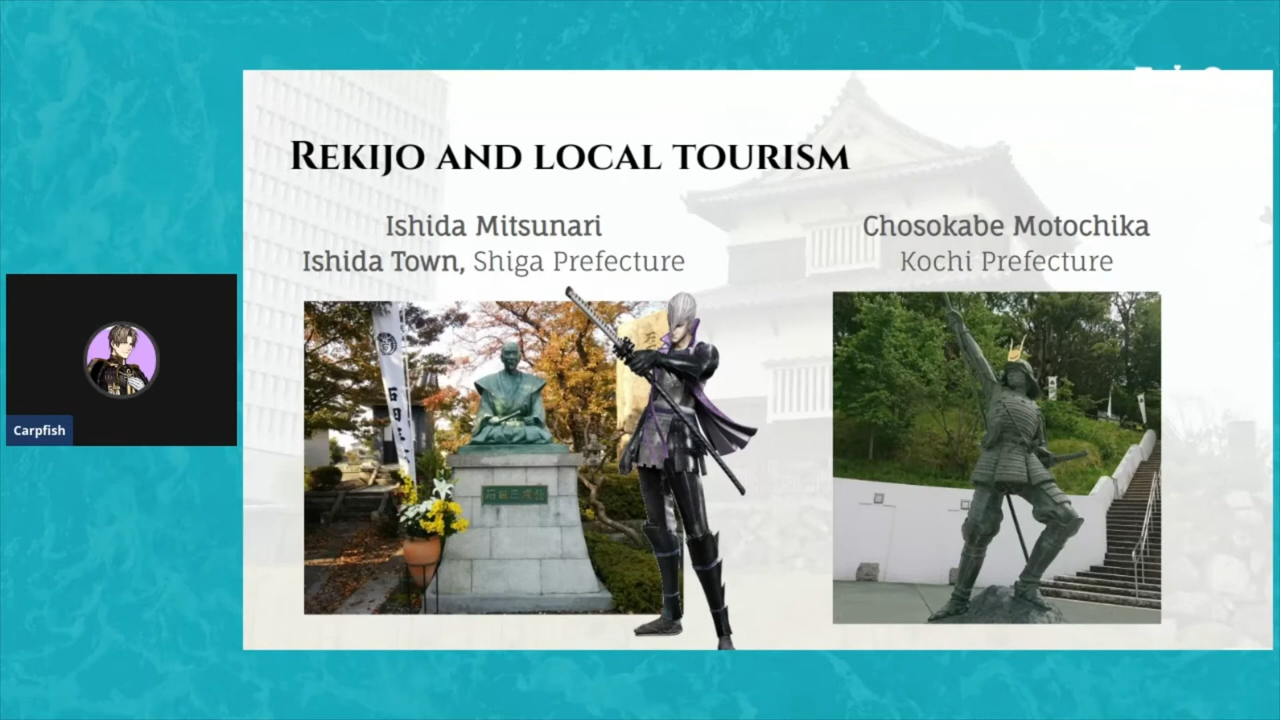 REKIJO AND LOCAL TOURISM
Ishida Mitsunari
Ishida Town, Shiga Prefecture
Chosokabe Motochika
Kochi Prefecture
石田三成
Carpfish